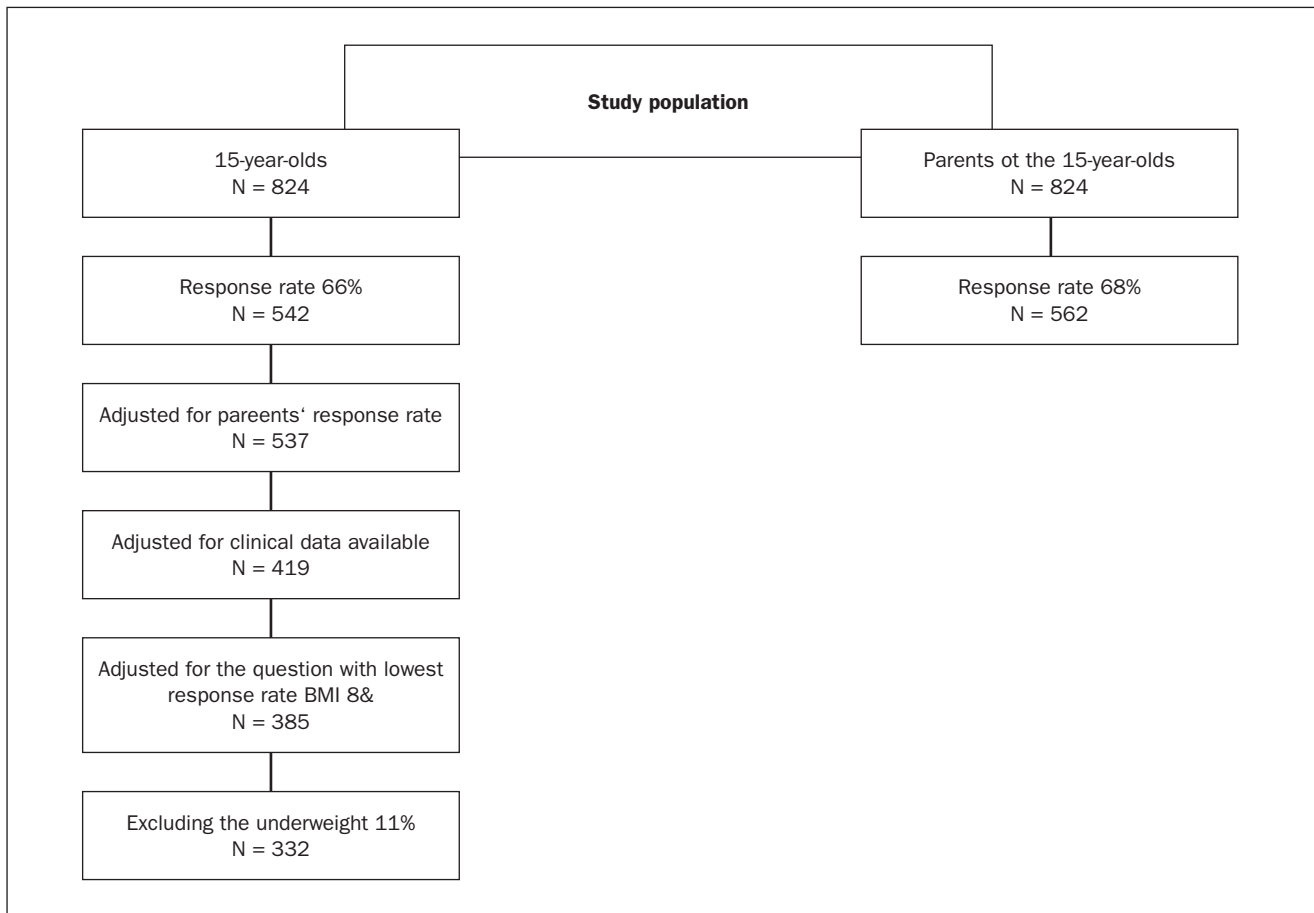 Study population
15-year-olds
N = 824
Parents ot the 15-year-olds
N = 824
Response rate 66%
N = 542
Response rate 68%
N = 562
Adjusted for pareents‘ response rate
N = 537
Adjusted for clinical data available
N = 419
Adjusted for the question with lowest
response rate BMI 8&
N = 385
Excluding the underweight 11%
N = 332